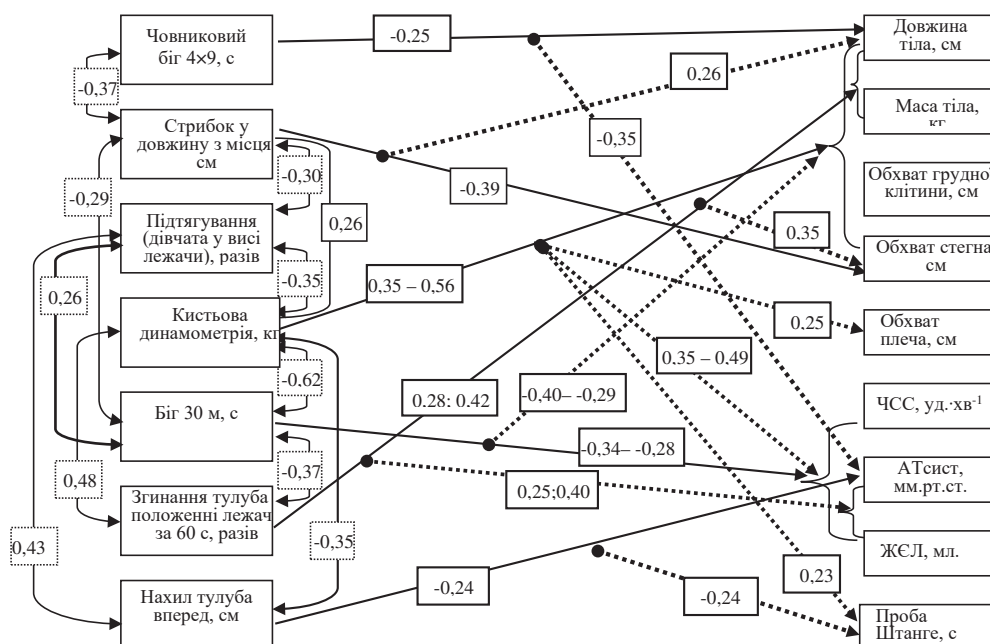 Човниковий
біг 4×9, с
Стрибок у
довжину з місця
см
Підтягування
(дівчата у висі
лежачи), разів
Кистьова
динамометрія, кг
Біг 30 м, с
Згинання тулуба
положенні лежач
за 60 с, разів
Нахил тулуба
вперед, см
-0,37
-0,29
0,26
0,48
0,43
-0,30
0,26
-0,35
-0,62
-0,37
-0,35
-0,25
0,26
-0,35
-0,39
0,35
0,35 – 0,56
0,25
0,35 – 0,49
0.28: 0.42
-0,40– -0,29
-0,34– -0,28
0,25;0,40
-0,24
-0,24
0,23
Довжина
тіла, см
Маса тіла,
кг
Обхват грудної
клітини, см
Обхват стегна
см
Обхват
плеча, см
ЧСС, уд.·хв⁻¹
АТсист,
мм.рт.ст.
ЖЄЛ, мл.
Проба
Штанге, с